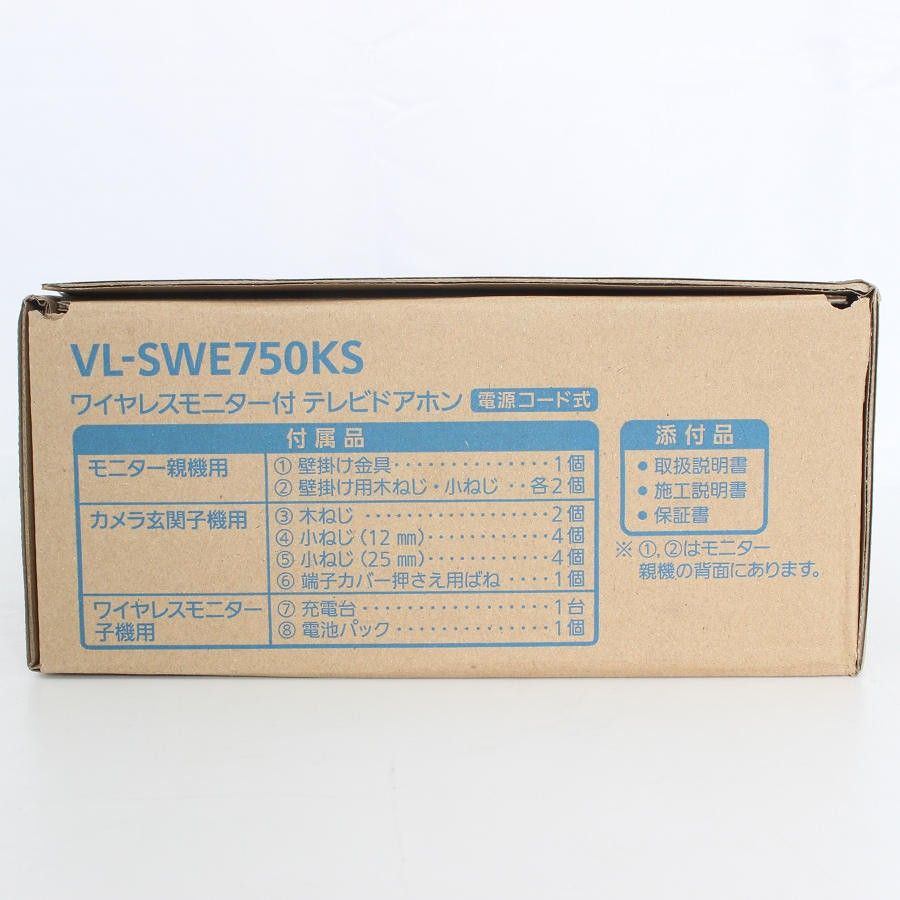 VL-SWE750KS
ワイヤレスモニター付 テレビドアホン 電源コード式
付属品
モニター親機用
① 壁掛け金具・・・・・・・・・・・・・・1個
② 壁掛け用木ねじ・小ねじ ・・各2個
カメラ玄関子機用
③ 木ねじ ・・・・・・・・・・・・・・・・2個
④ 小ねじ(12 mm)・・・・・・・・・・4個
⑤ 小ねじ(25 mm)・・・・・・・・・・4個
⑥ 端子カバー押さえ用ばね ・・・・1個
ワイヤレスモニター
子機用
⑦ 充電台・・・・・・・・・・・・・・・・1台
⑧ 電池パック・・・・・・・・・・・・・1個
添付品
● 取扱説明書
● 施工説明書
● 保証書
※ ①,②はモニター
親機の背面にあります。